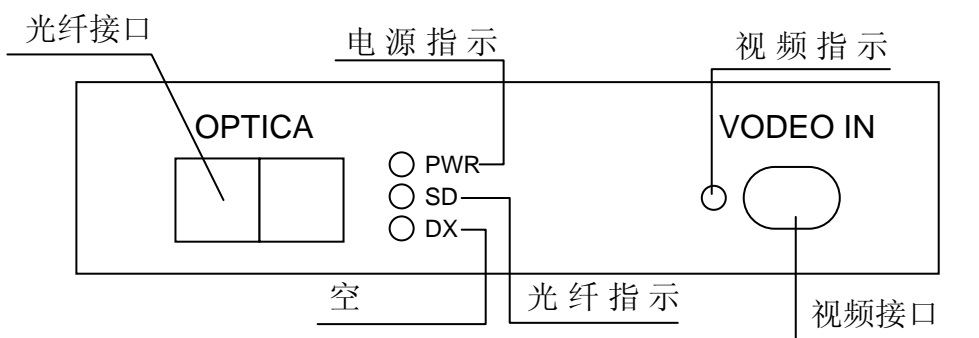 光纤接口
电源指示
视频指示
OPTICA
VODEO IN
PWR
SD
DX
空
光纤指示
视频接口